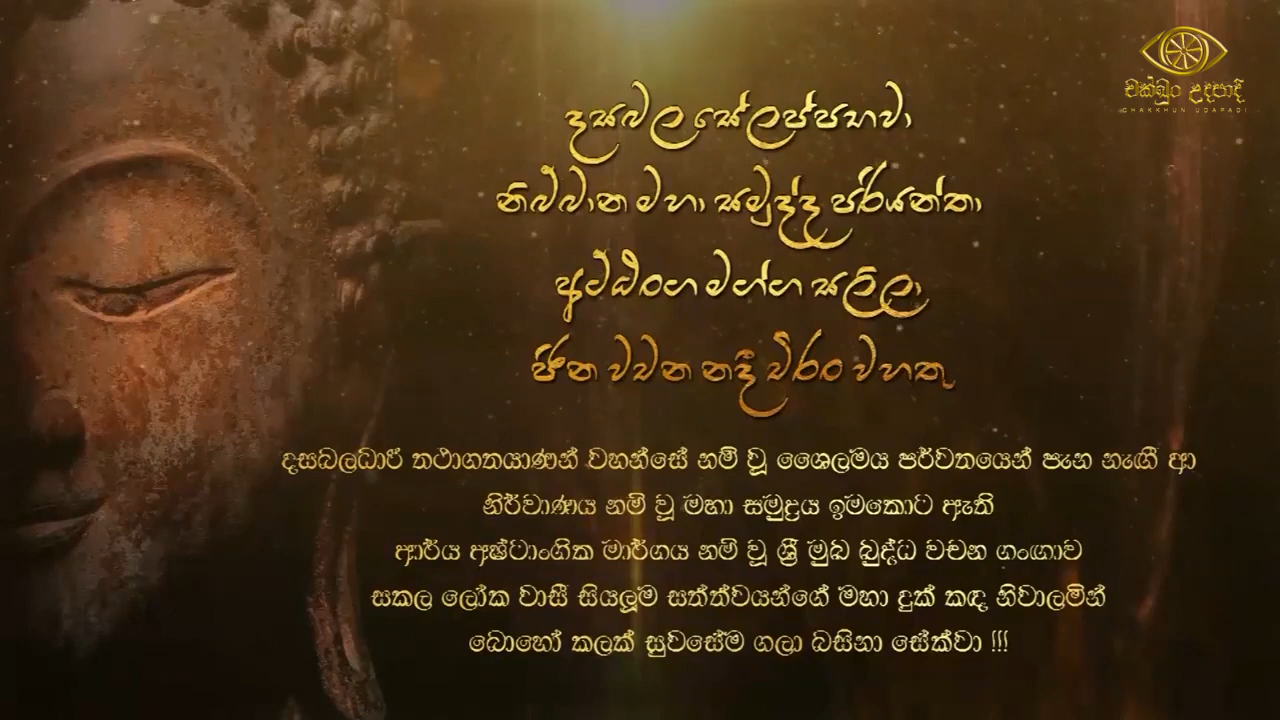 චක්ඛුං උදපාදි
CHAKKHUN UDAPADI
දසබල සේලප්පභවා
නිබ්බාන මහා සමුද්ද පරියන්තා
අට්ඨංග මග්ග සලිලා
ජින වචන නදී චිරං වහතු
දසබලධාරී තථාගතයාණන් වහන්සේ නම් වූ ශෛලමය පර්වතයෙන් පැන නැඟී ආ
නිර්වාණය නම් වූ මහා සමුද්‍රය ඉමකොට ඇති
ආර්ය අෂ්ටාංගික මාර්ගය නම් වූ ශ්‍රී මුඛ බුද්ධ වචන ගංඟාව
සකල ලෝක වාසී සියලූම සත්ත්වයන්ගේ මහා දුක් කඳ නිවාලමින්
බොහෝ කලක් සුවසේම ගලා බසිනා සේක්වා !!!